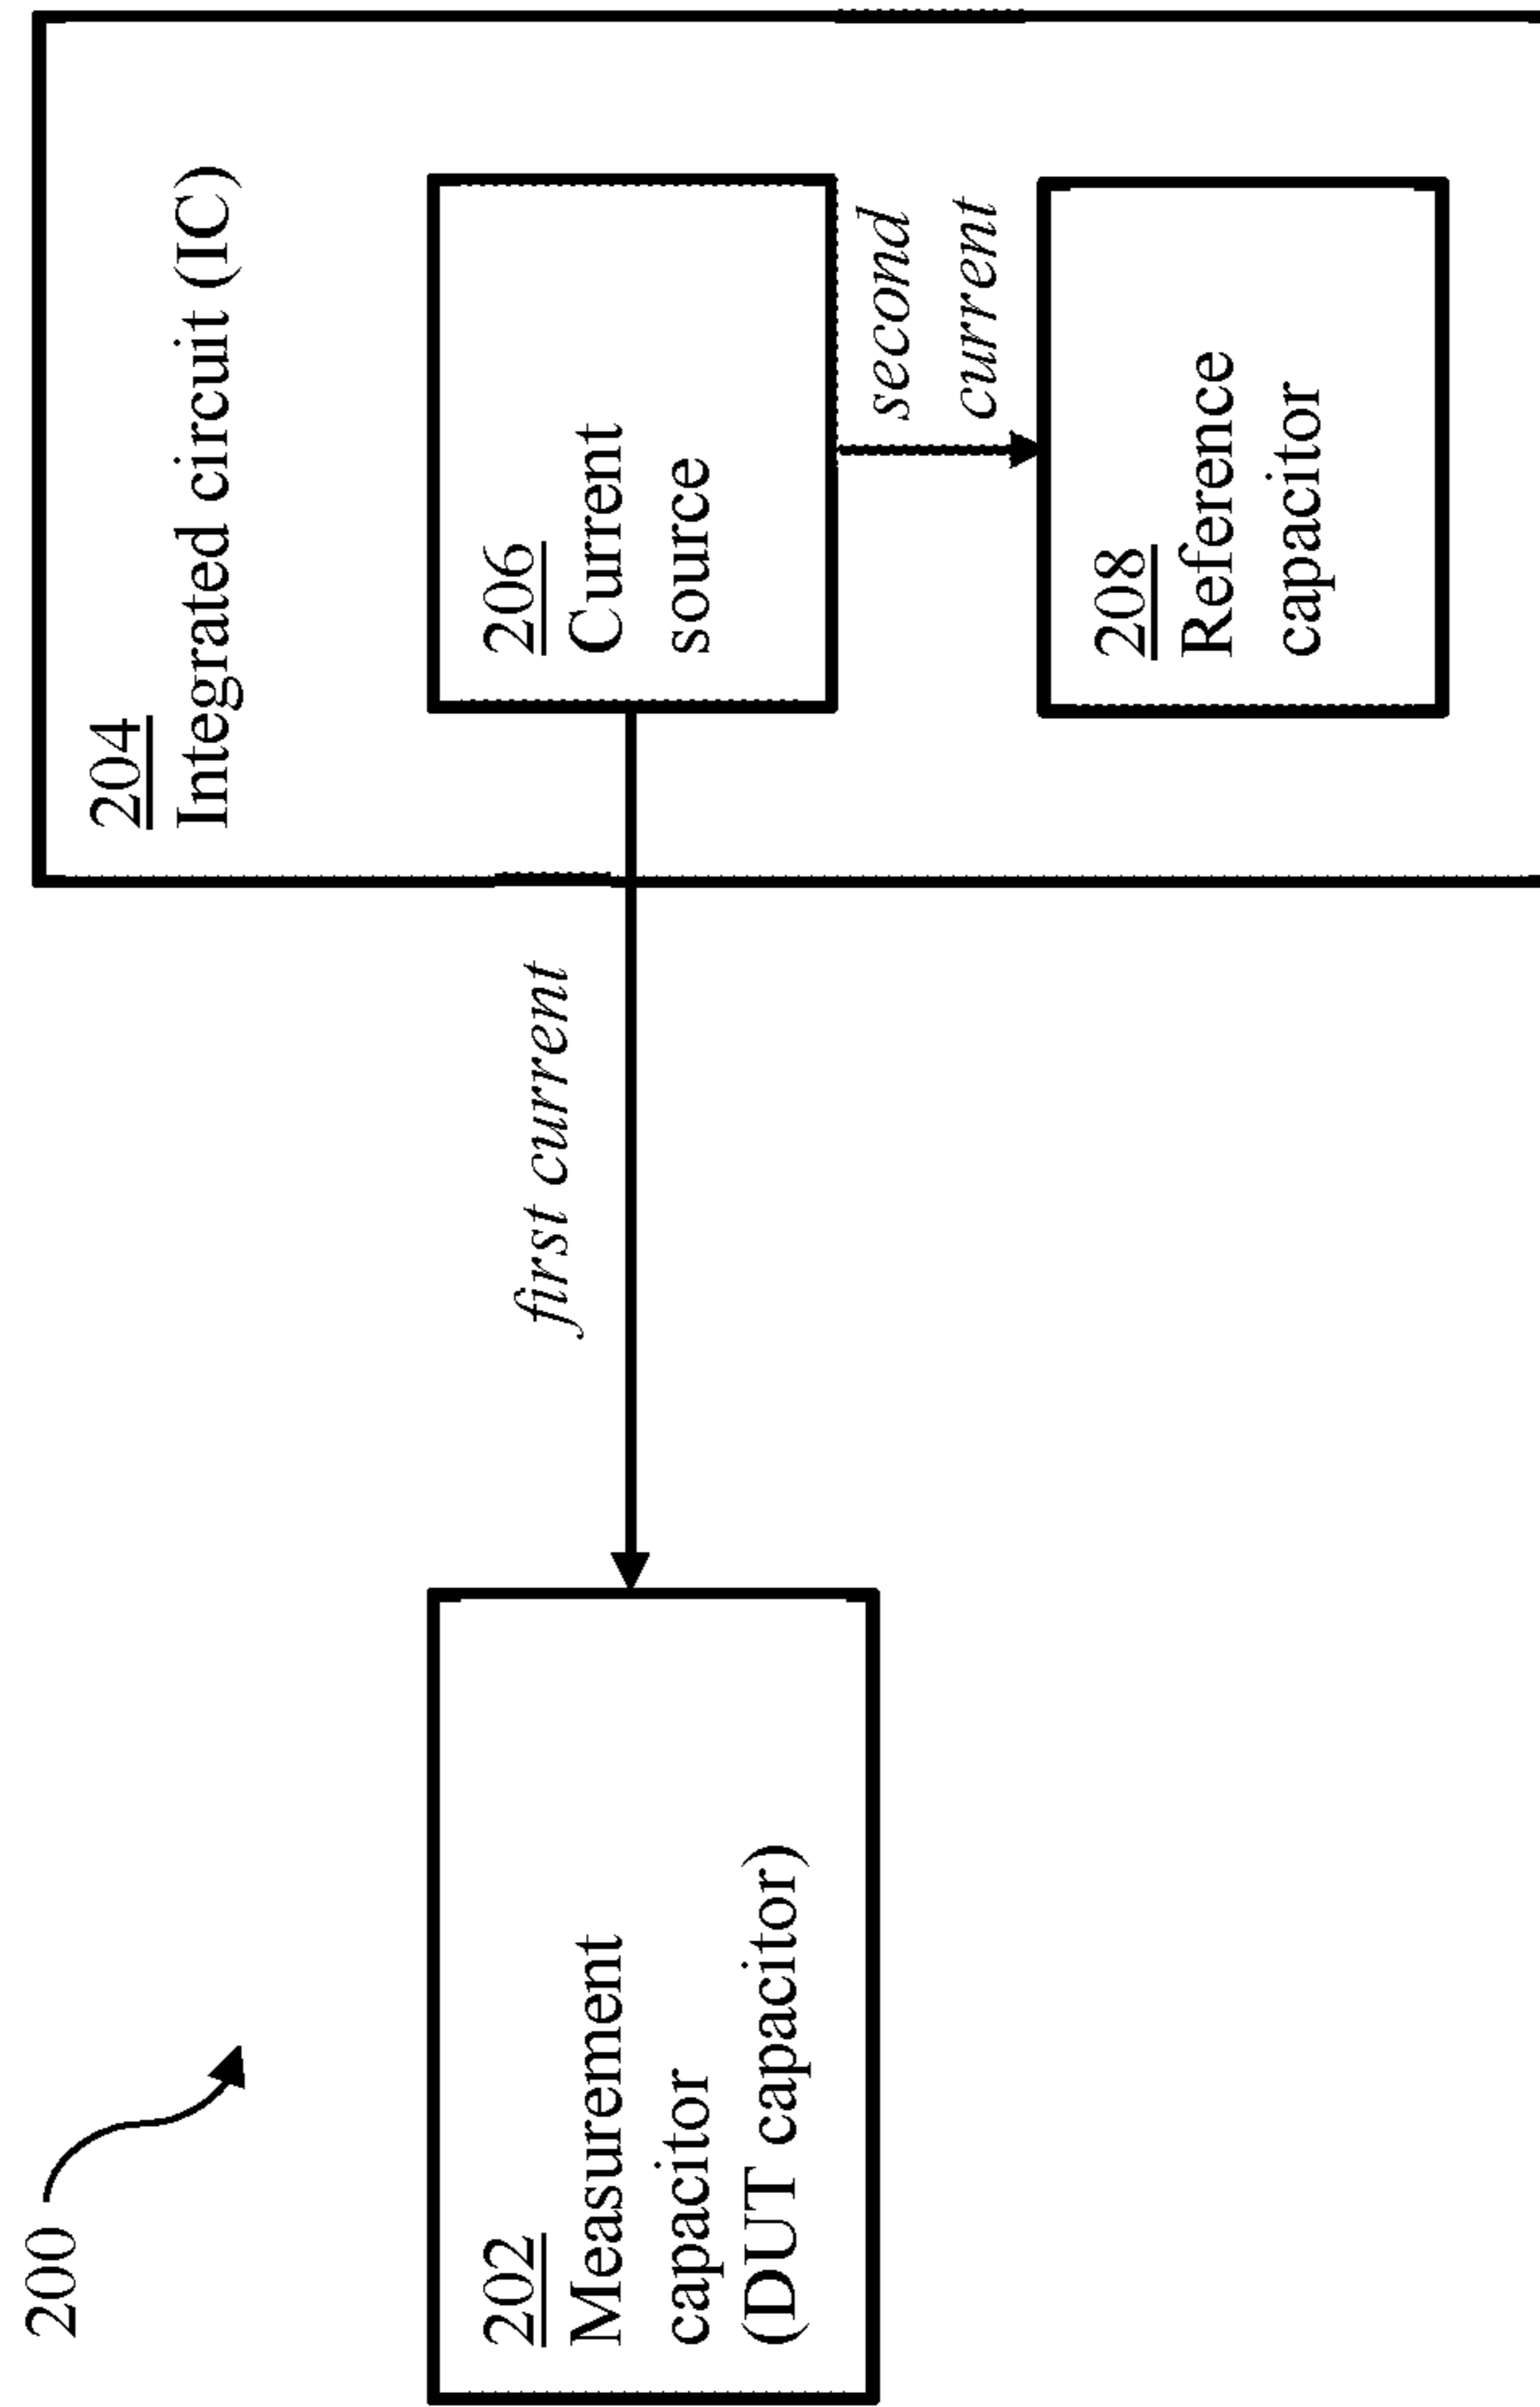 200
202
Measurement
capacitor
(DUT capacitor)
first current
204
Integrated circuit (IC)
206
Current
source
second
current
208
Reference
capacitor